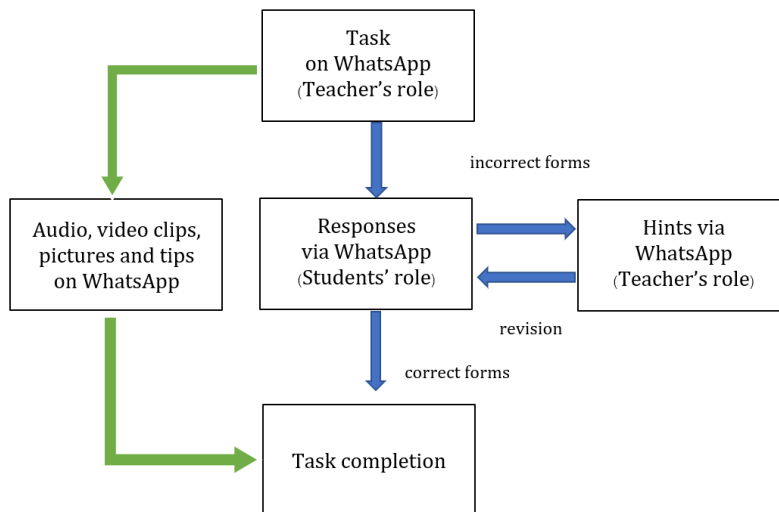 Task
on WhatsApp
(Teacher’s role)
incorrect forms
Audio, video clips,
pictures and tips
on WhatsApp
Responses
via WhatsApp
(Students’ role)
Hints via
WhatsApp
(Teacher’s role)
revision
correct forms
Task completion